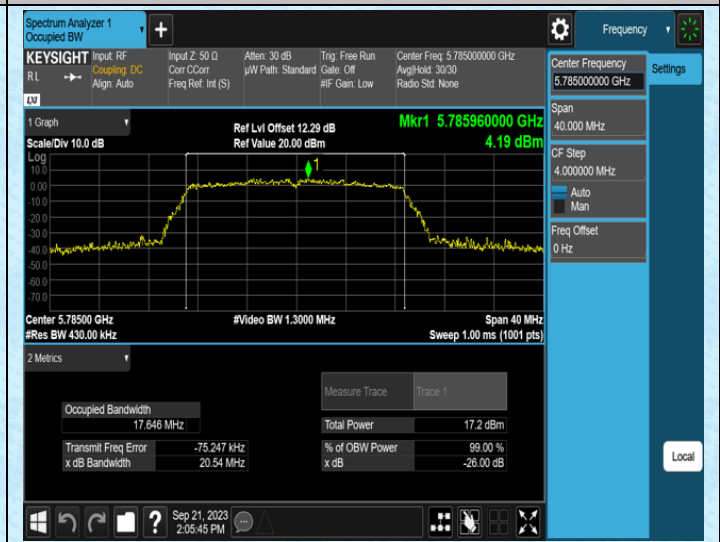 Spectrum Analyzer 1
Occupied BW
Frequency
KEYSIGHT
RL
LXI
Input: RF
Coupling: DC
Align: Auto
Input Z: 50 Ω
Corr CCorr
Freq Ref: Int (S)
Atten: 30 dB
µW Path: Standard
Trig: Free Run
Gate: Off
#IF Gain: Low
Center Freq: 5.785000000 GHz
Avg|Hold: 30/30
Radio Std: None
Center Frequency
5.785000000 GHz
Settings
Span
40.000 MHz
CF Step
4.000000 MHz
Auto
Man
Freq Offset
0 Hz
1 Graph
Scale/Div 10.0 dB
Ref Lvl Offset 12.29 dB
Ref Value 20.00 dBm
Mkr1 5.785960000 GHz
4.19 dBm
Log
10.0
0.00
-10.0
-20.0
-30.0
-40.0
-50.0
-60.0
-70.0
1
Center 5.78500 GHz
#Res BW 430.00 kHz
#Video BW 1.3000 MHz
Span 40 MHz
Sweep 1.00 ms (1001 pts)
2 Metrics
Measure Trace
Trace 1
Occupied Bandwidth
17.646 MHz
Total Power
17.2 dBm
Transmit Freq Error
-75.247 kHz
% of OBW Power
99.00 %
x dB Bandwidth
20.54 MHz
x dB
-26.00 dB
Local
Sep 21, 2023
2:05:45 PM